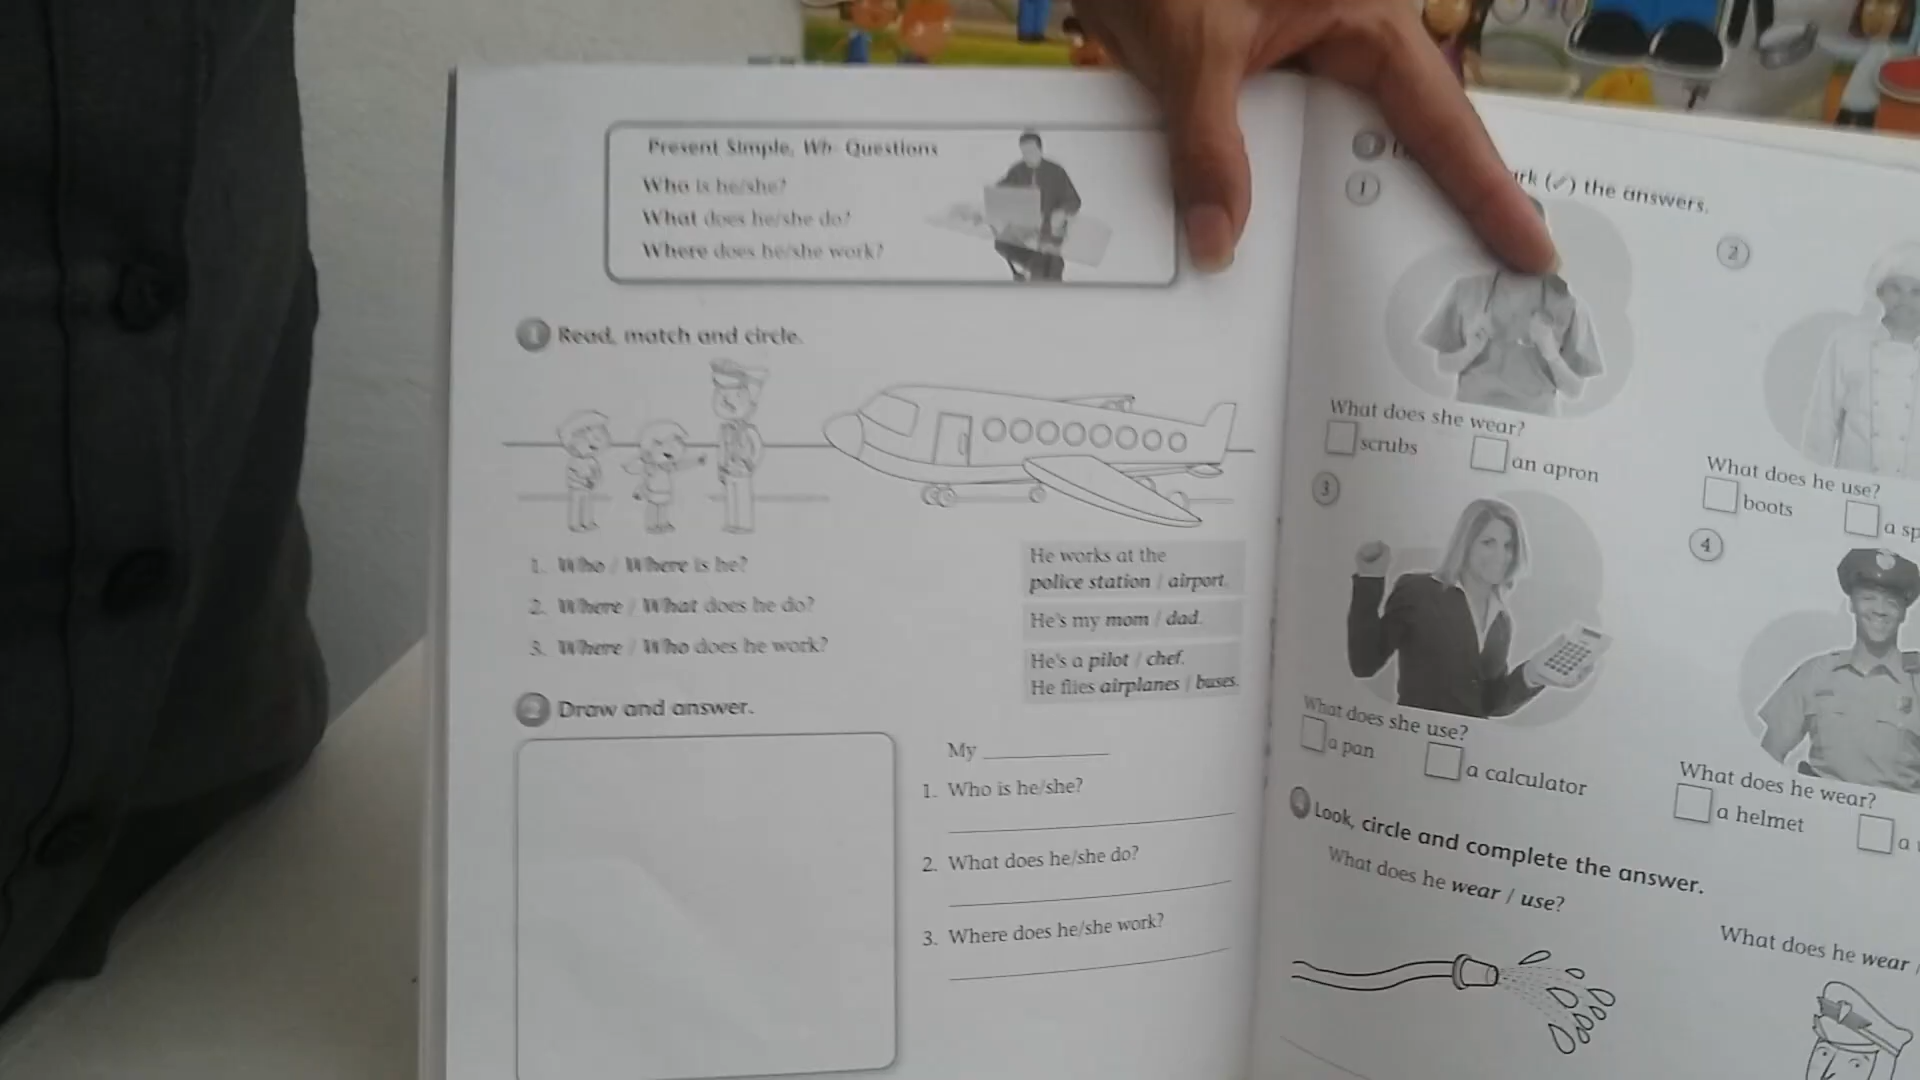 Present Simple, Wh- Questions
Who is he/she?
What does he/she do?
Where does he/she work?
1 Read, match and circle.
1. Who / Where is he?
2. Where / What does he do?
3. Where / Who does he work?
He works at the
police station / airport.
He's my mom / dad.
He's a pilot / chef.
He flies airplanes / buses.
2 Draw and answer.
My
1. Who is he/she?
2. What does he/she do?
3. Where does he/she work?
(✓) the answers.
1
What does she wear?
scrubs an apron
2
What does he use?
boots a
3
What does she use?
a pan a calculator
4
What does he wear?
a helmet a
4 Look, circle and complete the answer.
What does he wear / use?
What does he wear /